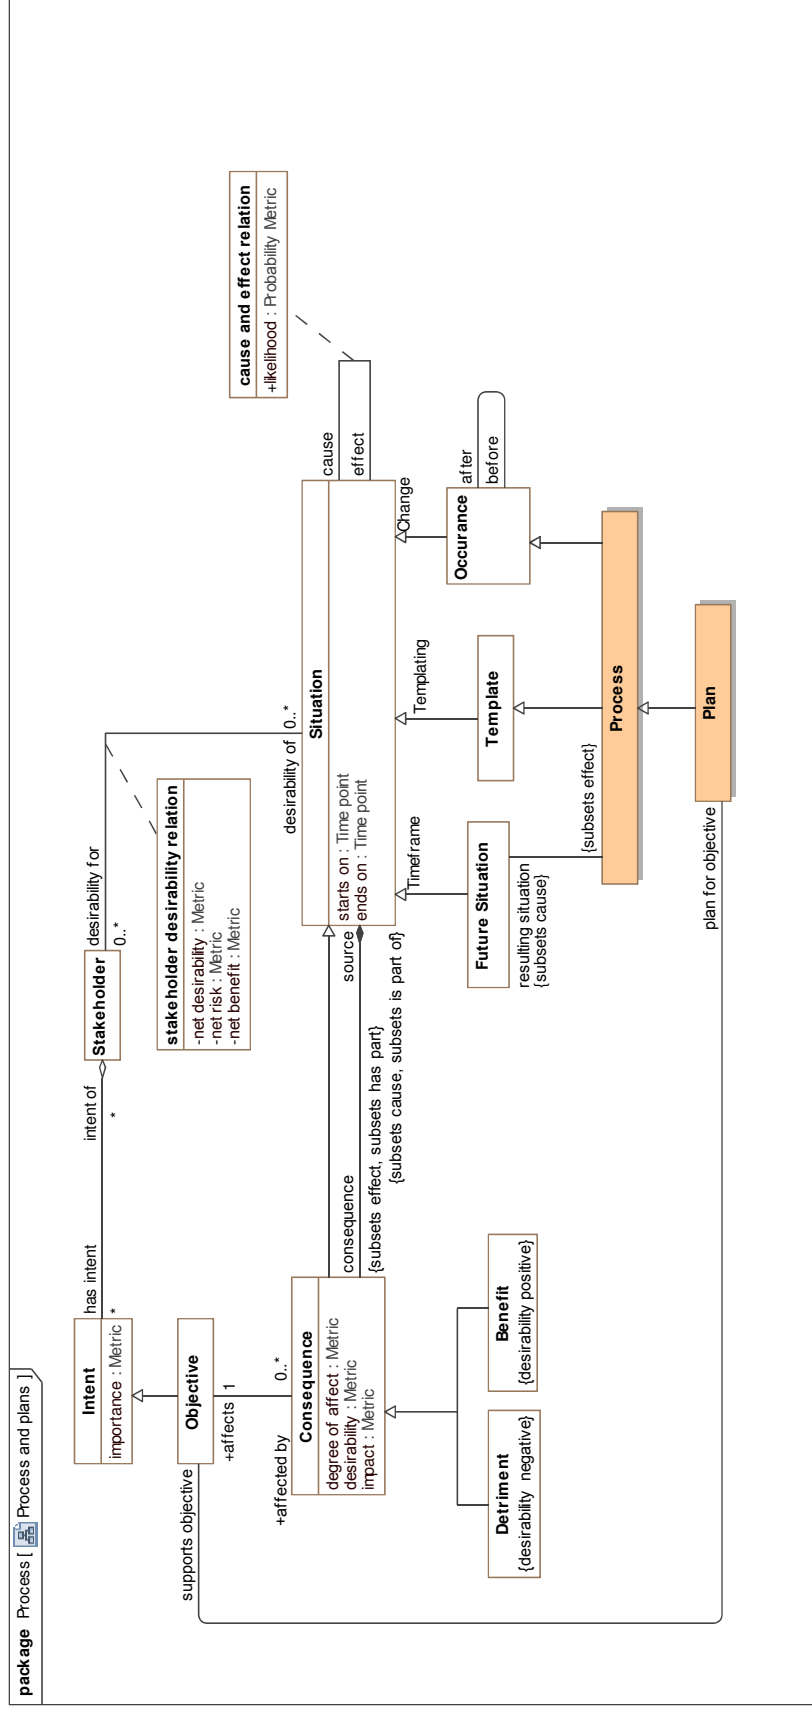 package Process [ Process and plans ]
Intent
importance : Metric
has intent
*
intent of
*
Stakeholder
desirability for
0..*
stakeholder desirability relation
-net desirability : Metric
-net risk : Metric
-net benefit : Metric
desirability of
0..*
cause and effect relation
+likelihood : Probability Metric
supports objective
Objective
+affects
1
+affected by
0..*
Consequence
degree of affect : Metric
desirability : Metric
impact : Metric
consequence
{subsets effect, subsets has part}
source
{subsets cause, subsets is part of}
Situation
starts on : Time point
ends on : Time point
cause
effect
Timeframe
Templating
Change
Detriment
{desirability negative}
Benefit
{desirability positive}
Future Situation
Template
Occurance
after
before
resulting situation
{subsets cause}
{subsets effect}
Process
Plan
plan for objective